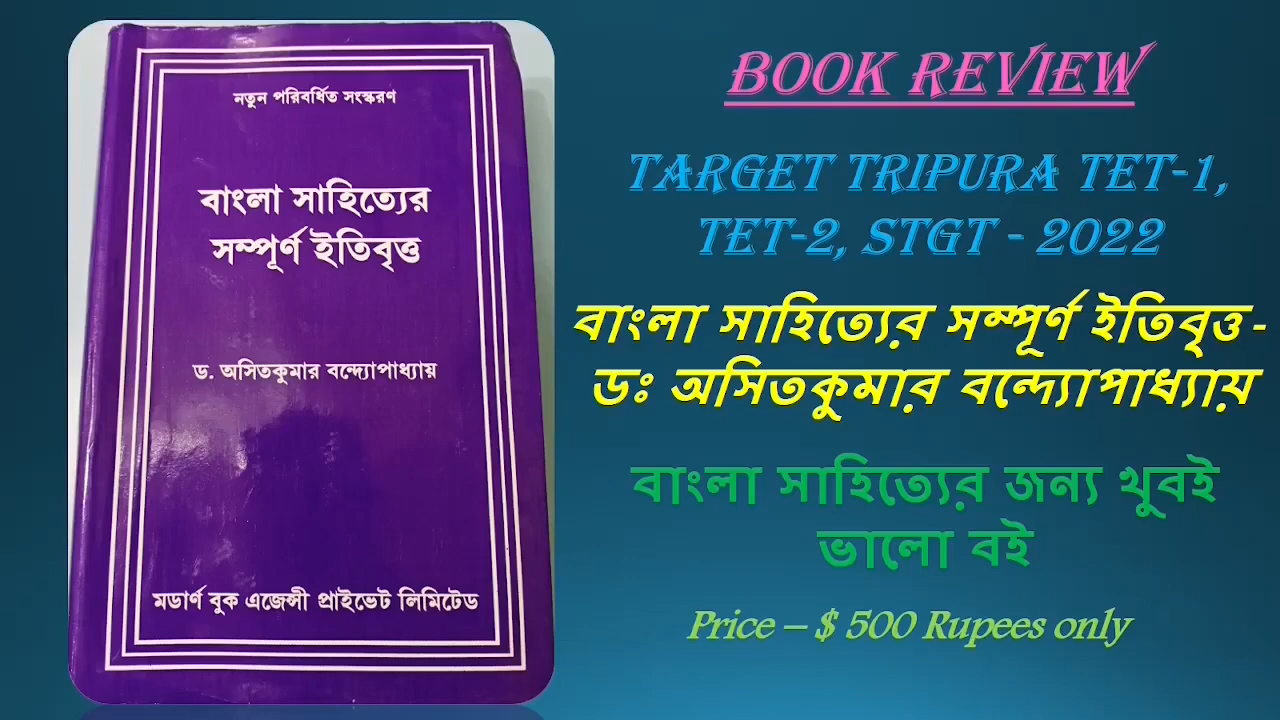 নতুন পরিবর্ধিত সংস্করণ
বাংলা সাহিত্যের
সম্পূর্ণ ইতিবৃত্ত
ড. অসিতকুমার বন্দ্যোপাধ্যায়
মডার্ণ বুক এজেন্সী প্রাইভেট লিমিটেড
BOOK REVIEW
TARGET TRIPURA TET-1,
TET-2, STGT - 2022
বাংলা সাহিত্যের সম্পূর্ণ ইতিবৃত্ত-
ডঃ অসিতকুমার বন্দ্যোপাধ্যায়
বাংলা সাহিত্যের জন্য খুবই
ভালো বই
Price – $ 500 Rupees only